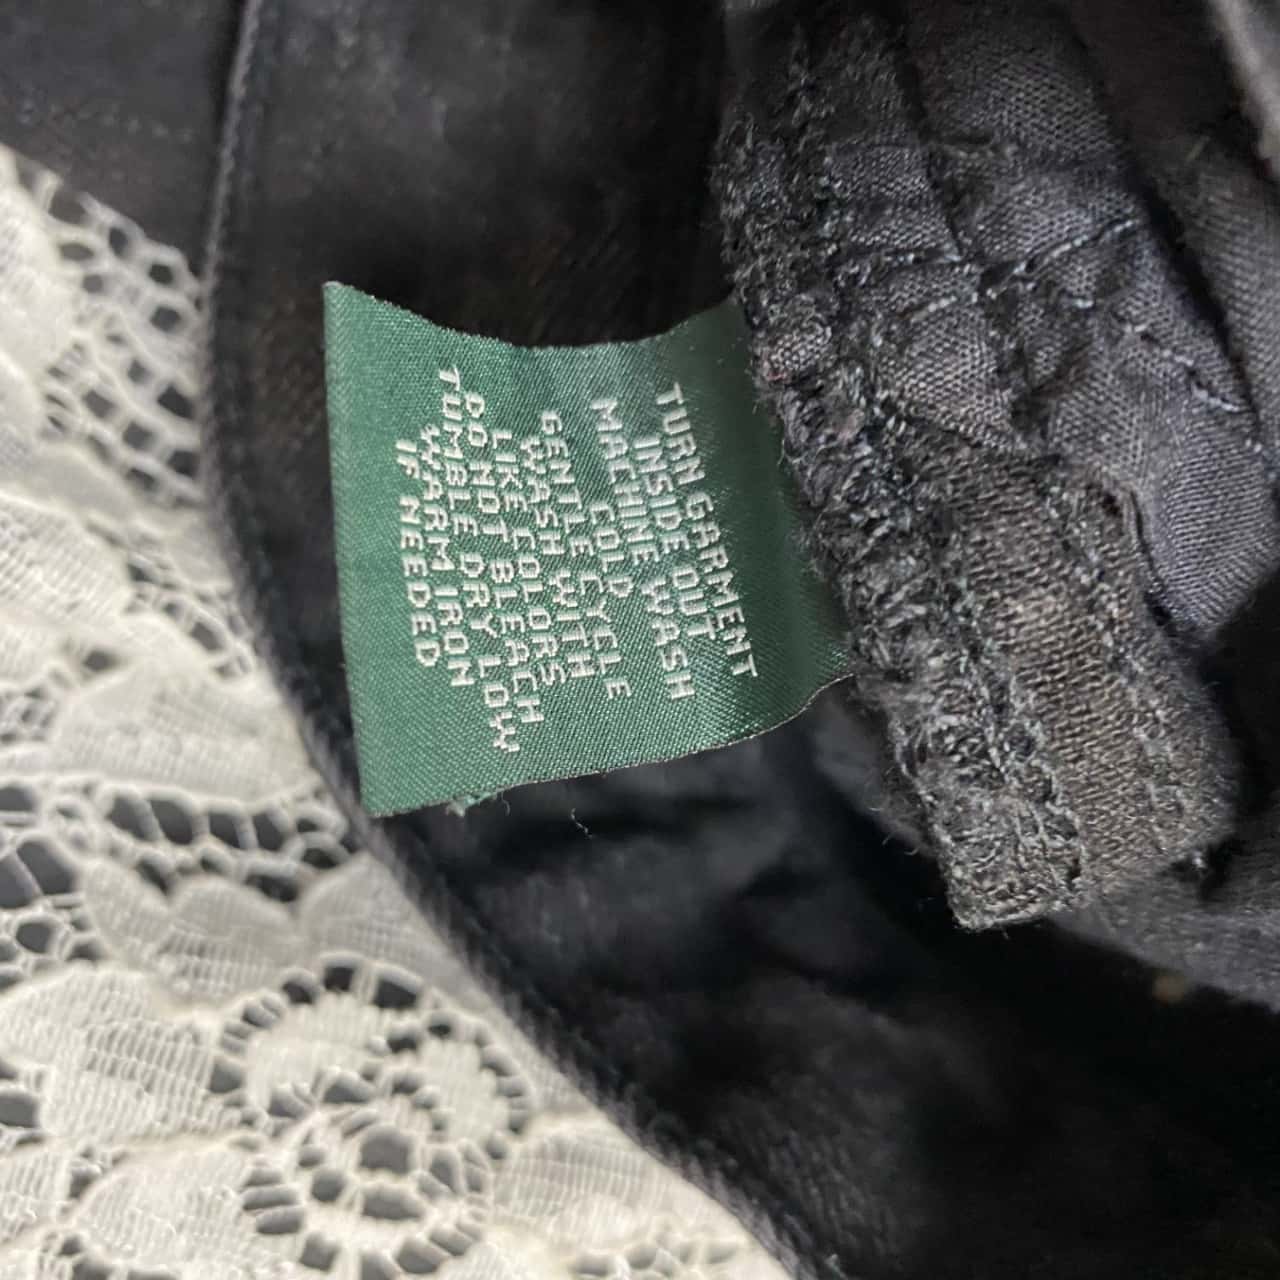 TURN GARMENT
INSIDE OUT
MACHINE WASH
COLD
GENTLE CYCLE
WASH WITH
LIKE COLORS
DO NOT BLEACH
TUMBLE DRY LOW
WARM IRON
IF NEEDED